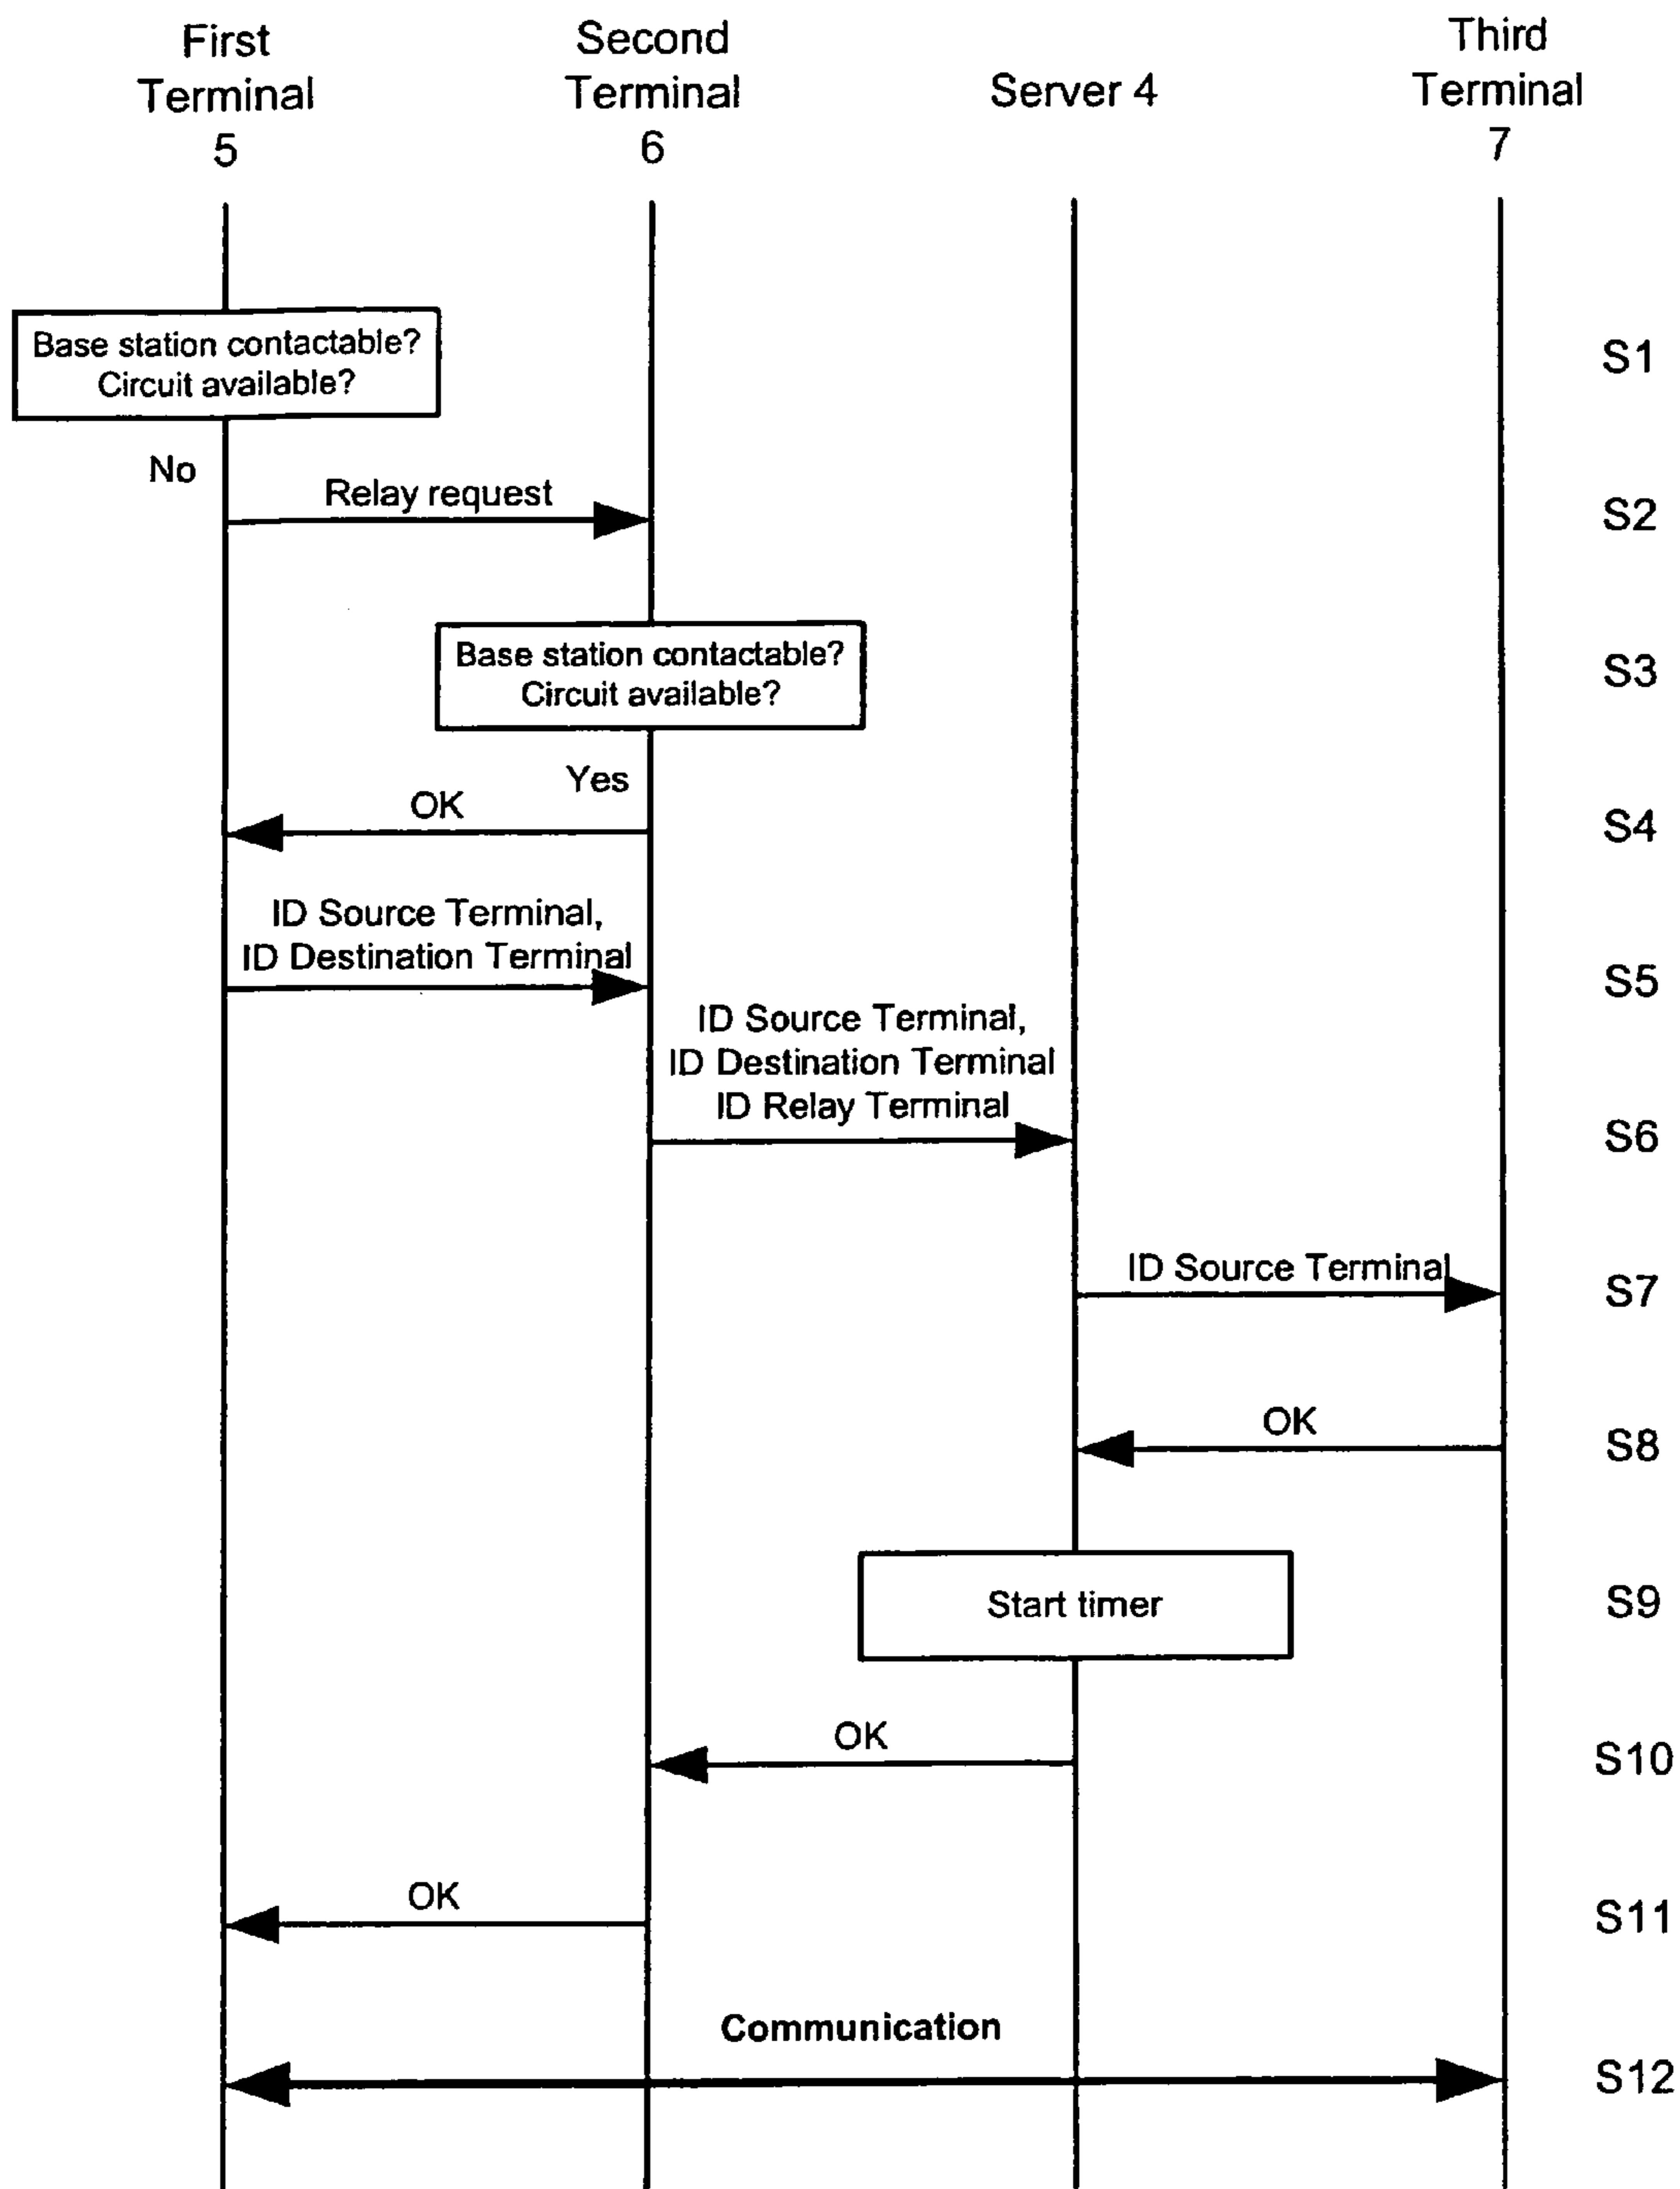 First
Terminal
5
Second
Terminal
6
Server 4
Third
Terminal
7
Base station contactable?
Circuit available?
S1
No
Relay request
S2
Base station contactable?
Circuit available?
S3
Yes
OK
S4
ID Source Terminal,
ID Destination Terminal
S5
ID Source Terminal,
ID Destination Terminal
ID Relay Terminal
S6
ID Source Terminal
S7
OK
S8
Start timer
S9
OK
S10
OK
S11
Communication
S12